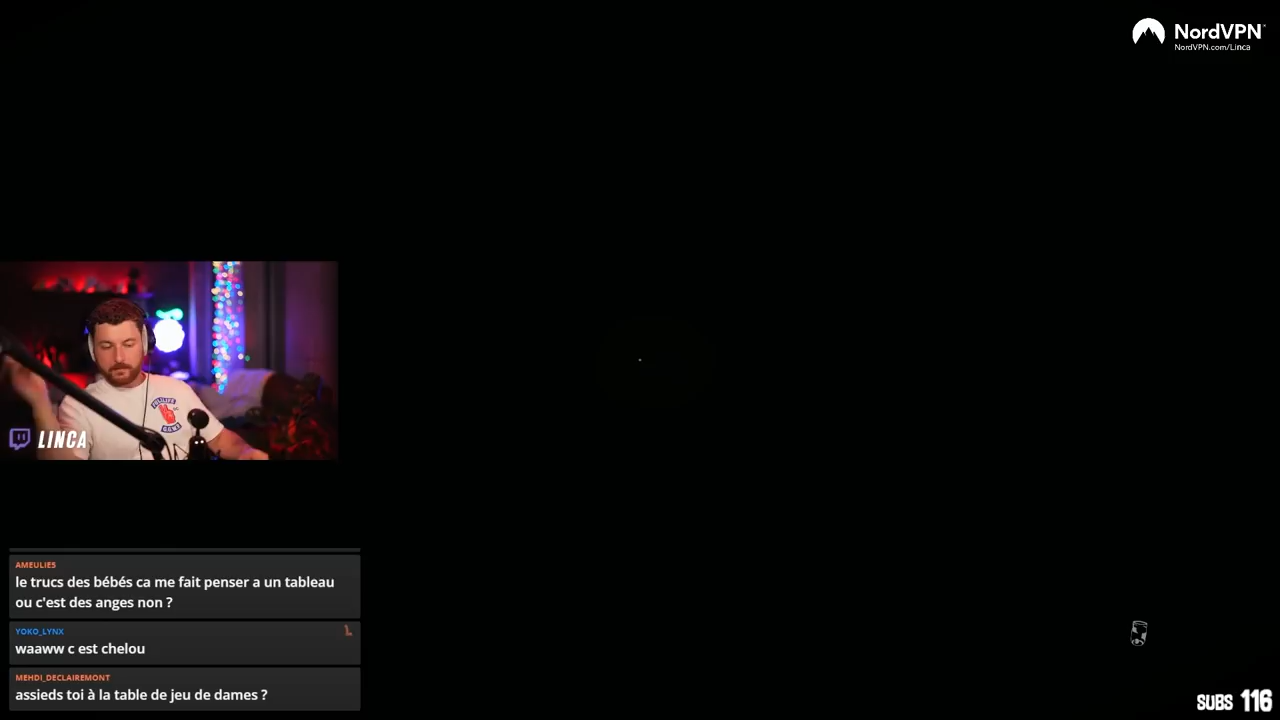 NordVPN
NordVPN.com/Linca
LINCA
AMEULIES
le trucs des bébés ca me fait penser a un tableau
ou c'est des anges non ?
YOKO_LYNX
waaww c est chelou
MEHDI_DECLAIREMONT
assieds toi à la table de jeu de dames ?
SUBS 116